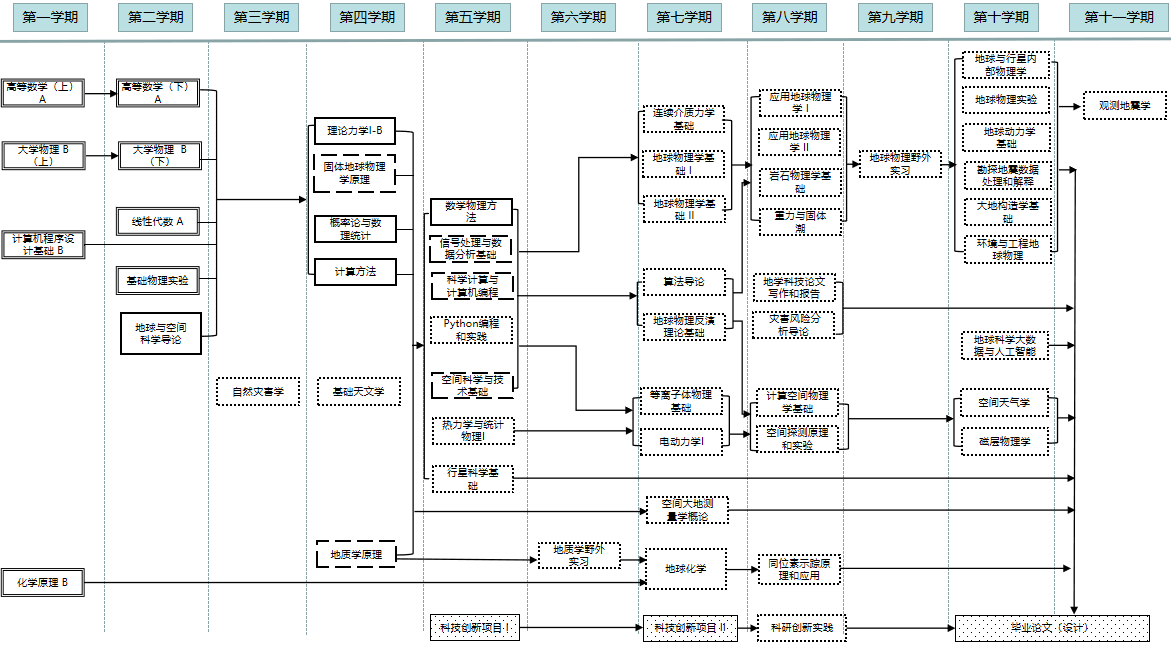 第一学期
第二学期
第三学期
第四学期
第五学期
第六学期
第七学期
第八学期
第九学期
第十学期
第十一学期
高等数学（上）
A
大学物理 B
（上）
计算机程序设
计基础 B
化学原理 B
高等数学（下）
A
大学物理 B
（下）
线性代数 A
基础物理实验
地球与空间
科学导论
自然灾害学
理论力学I-B
固体地球物理
学原理
概率论与数
理统计
计算方法
基础天文学
地质学原理
数学物理方
法
信号处理与数
据分析基础
科学计算与
计算机编程
Python编程
和实践
空间科学与技
术基础
热力学与统计
物理I
行星科学基
础
科技创新项目 I
地质学野外
实习
连续介质力学
基础
地球物理学基
础 I
地球物理学基
础 II
算法导论
地球物理反演
理论基础
等离子体物理
基础
电动力学I
空间大地测
量学概论
地球化学
科技创新项目 II
应用地球物理
学 I
应用地球物理
学 II
岩石物理学基
础
重力与固体
潮
地学科技论文
写作和报告
灾害风险分
析导论
计算空间物理
学基础
空间探测原理
和实验
同位素示踪原
理和应用
科研创新实践
地球物理野外
实习
地球与行星内
部物理学
地球物理实验
地球动力学
基础
勘探地震数据
处理和解释
大地构造学基
础
环境与工程地
球物理
地球科学大数
据与人工智能
空间天气学
磁层物理学
毕业论文（设计）
观测地震学